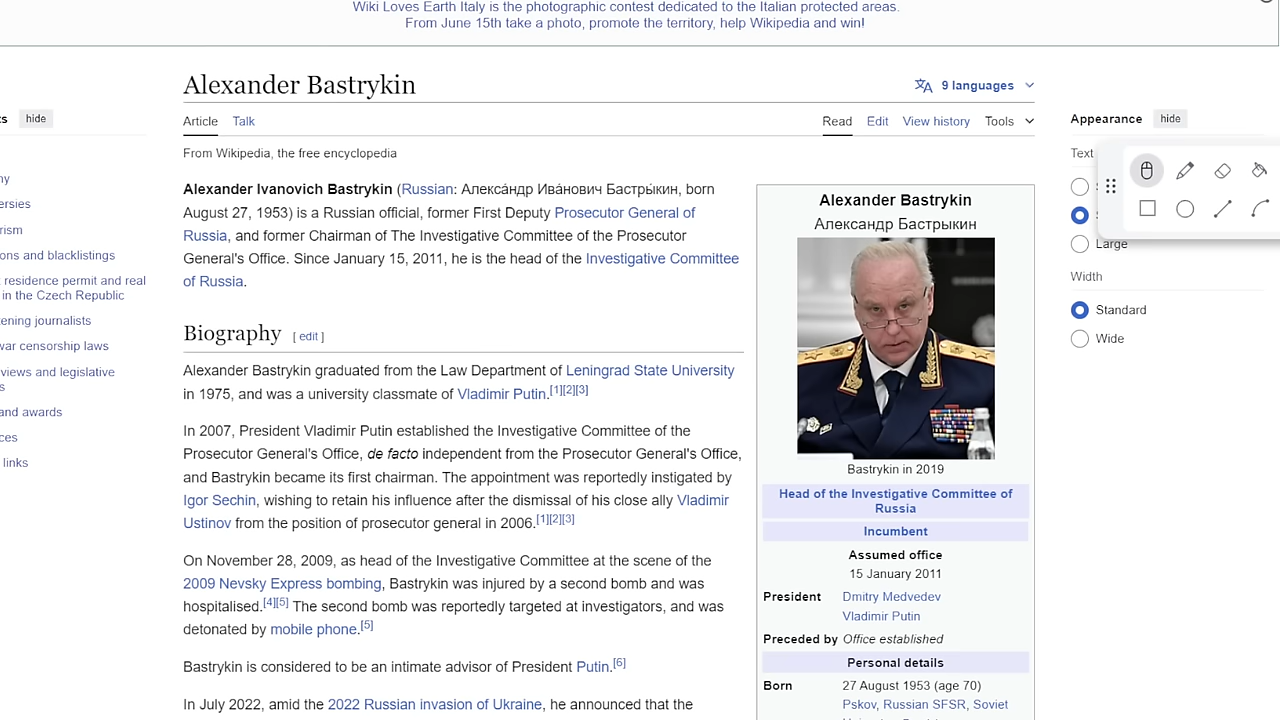 Wiki Loves Earth Italy is the photographic contest dedicated to the Italian protected areas.
From June 15th take a photo, promote the territory, help Wikipedia and win!
Alexander Bastrykin
9 languages
hide
Article Talk
Read Edit View history Tools
From Wikipedia, the free encyclopedia
Alexander Ivanovich Bastrykin (Russian: Алекса́ндр Ива́нович Бастры́кин, born
August 27, 1953) is a Russian official, former First Deputy Prosecutor General of
Russia, and former Chairman of The Investigative Committee of the Prosecutor
General's Office. Since January 15, 2011, he is the head of the Investigative Committee
of Russia.
Biography [ edit ]
Alexander Bastrykin graduated from the Law Department of Leningrad State University
in 1975, and was a university classmate of Vladimir Putin.[1][2][3]
In 2007, President Vladimir Putin established the Investigative Committee of the
Prosecutor General's Office, de facto independent from the Prosecutor General's Office,
and Bastrykin became its first chairman. The appointment was reportedly instigated by
Igor Sechin, wishing to retain his influence after the dismissal of his close ally Vladimir
Ustinov from the position of prosecutor general in 2006.[1][2][3]
On November 28, 2009, as head of the Investigative Committee at the scene of the
2009 Nevsky Express bombing, Bastrykin was injured by a second bomb and was
hospitalised.[4][5] The second bomb was reportedly targeted at investigators, and was
detonated by mobile phone.[5]
Bastrykin is considered to be an intimate advisor of President Putin.[6]
In July 2022, amid the 2022 Russian invasion of Ukraine, he announced that the
ons and blacklistings
residence permit and real
in the Czech Republic
ening journalists
war censorship laws
views and legislative
and awards
links
Alexander Bastrykin
Александр Бастрыкин
Bastrykin in 2019
Head of the Investigative Committee of
Russia
Incumbent
Assumed office
15 January 2011
President Dmitry Medvedev
Vladimir Putin
Preceded by Office established
Personal details
Born 27 August 1953 (age 70)
Pskov, Russian SFSR, Soviet
Appearance hide
Text
Large
Width
Standard
Wide